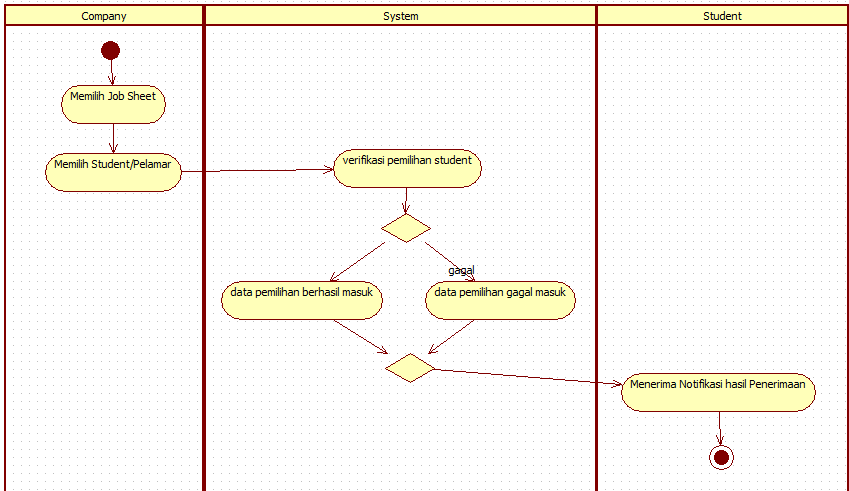 Company
System
Student
Memilih Job Sheet
Memilih Student/Pelamar
verifikasi pemilihan student
gagal
data pemilihan berhasil masuk
data pemilihan gagal masuk
Menerima Notifikasi hasil Penerimaan